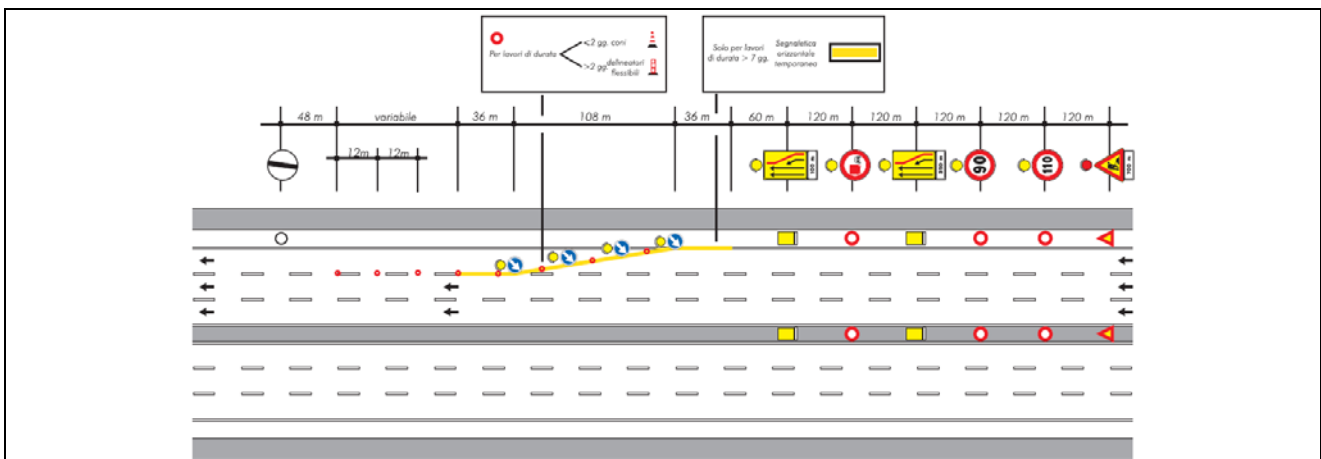 Per lavori di durata
<2 gg. coni
>2 gg. delineatori
flessibili
Solo per lavori
di durata > 7 gg.
Segnaletica
orizzontale
temporanea
48 m variabile 36 m 108 m 36 m 60 m 120 m 120 m 120 m 120 m 120 m
12m 12m
90
110
700 m